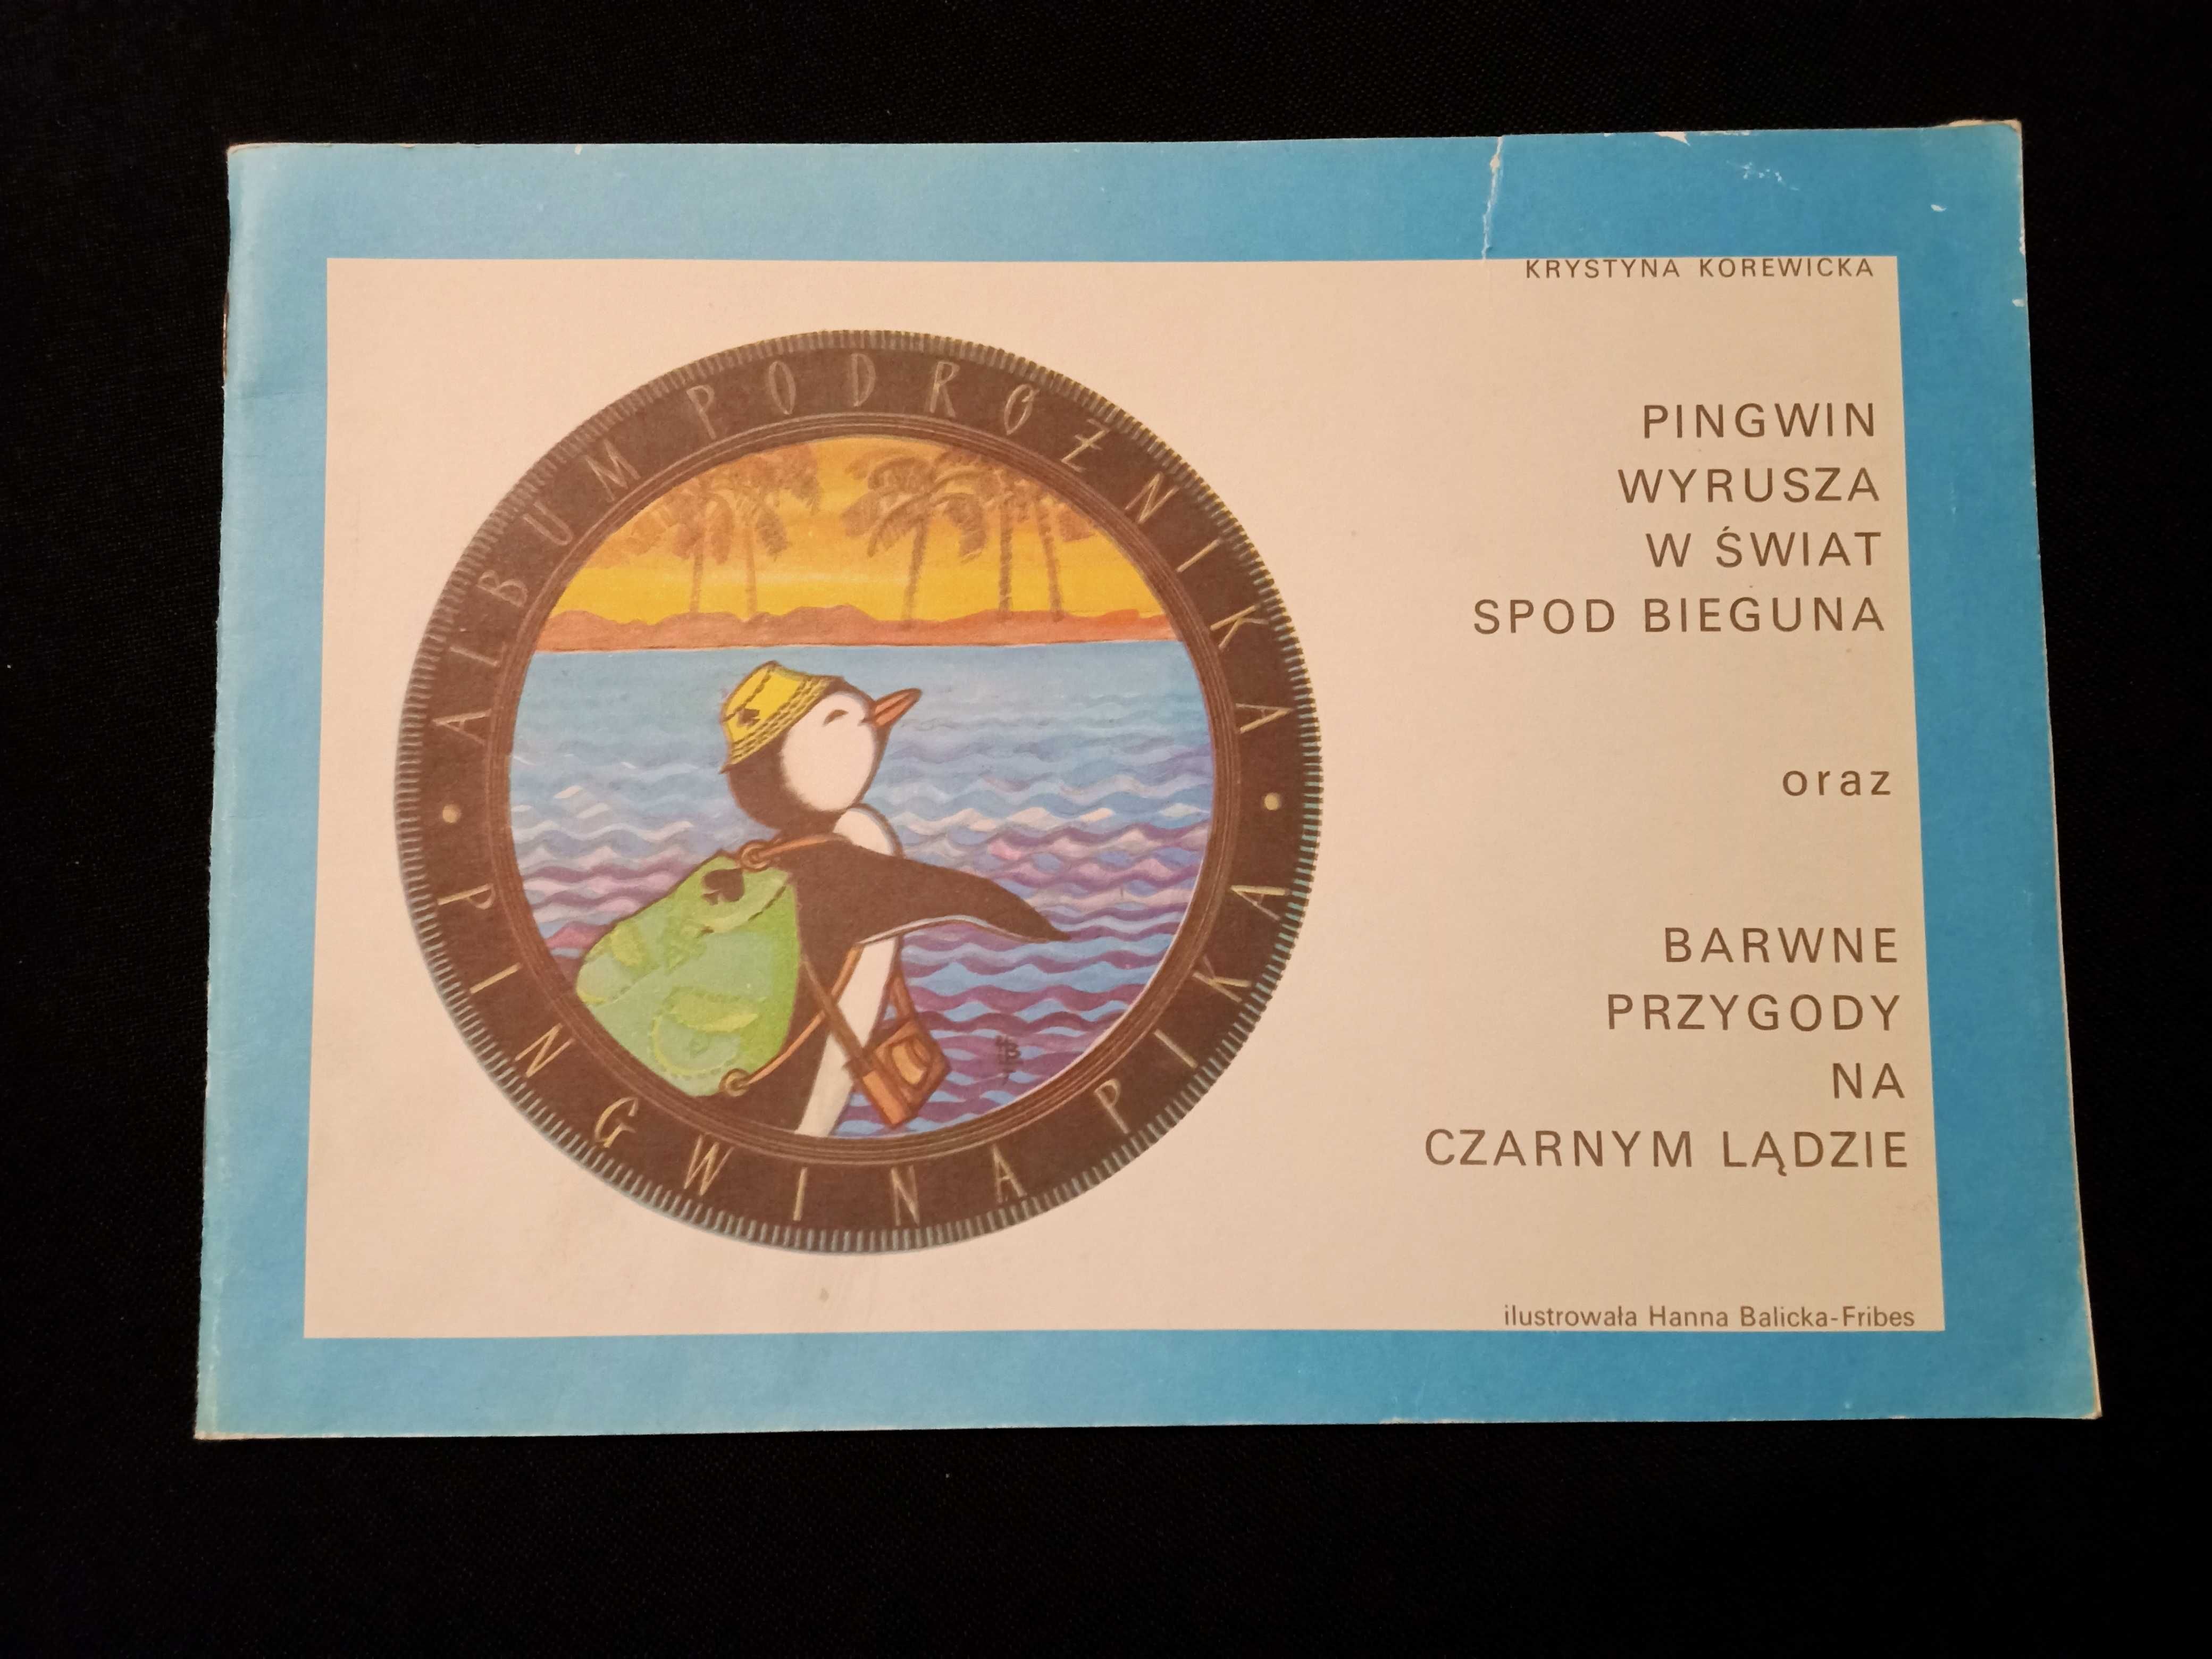 KRYSTYNA KOREWICKA
ALBUM PODRÓŻNIKA
PINGWINA PIKA
PINGWIN
WYRUSZA
W ŚWIAT
SPOD BIEGUNA
oraz
BARWNE
PRZYGODY
NA
CZARNYM LĄDZIE
ilustrowała Hanna Balicka-Fribes